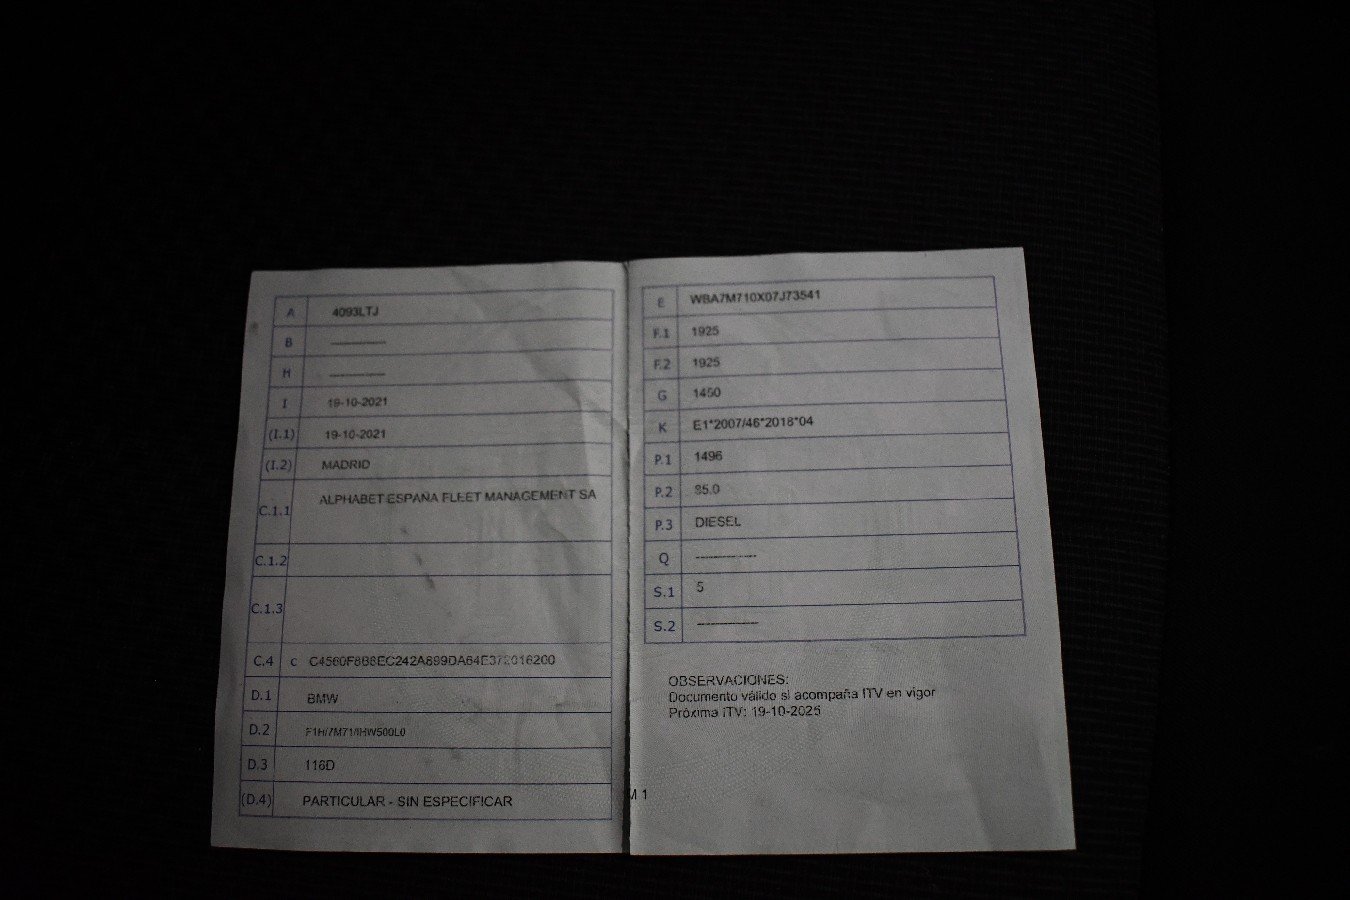 A 4093LTJ
B ------------
H ------------
I 19-10-2021
(I.1) 19-10-2021
(I.2) MADRID
C.1.1 ALPHABET ESPAÑA FLEET MANAGEMENT SA
C.1.2
C.1.3
C.4 c
D.1 BMW
D.2
D.3 116D
(D.4) PARTICULAR - SIN ESPECIFICAR
E WBA7M710X07J73541
F.1 1925
F.2 1925
G 1450
K E1*2007/46*2018*04
P.1 1496
P.2 85.0
P.3 DIESEL
Q ------------
S.1 5
S.2 ------------
OBSERVACIONES:
Documento válido si acompaña ITV en vigor
Próxima ITV: 19-10-2025
M 1